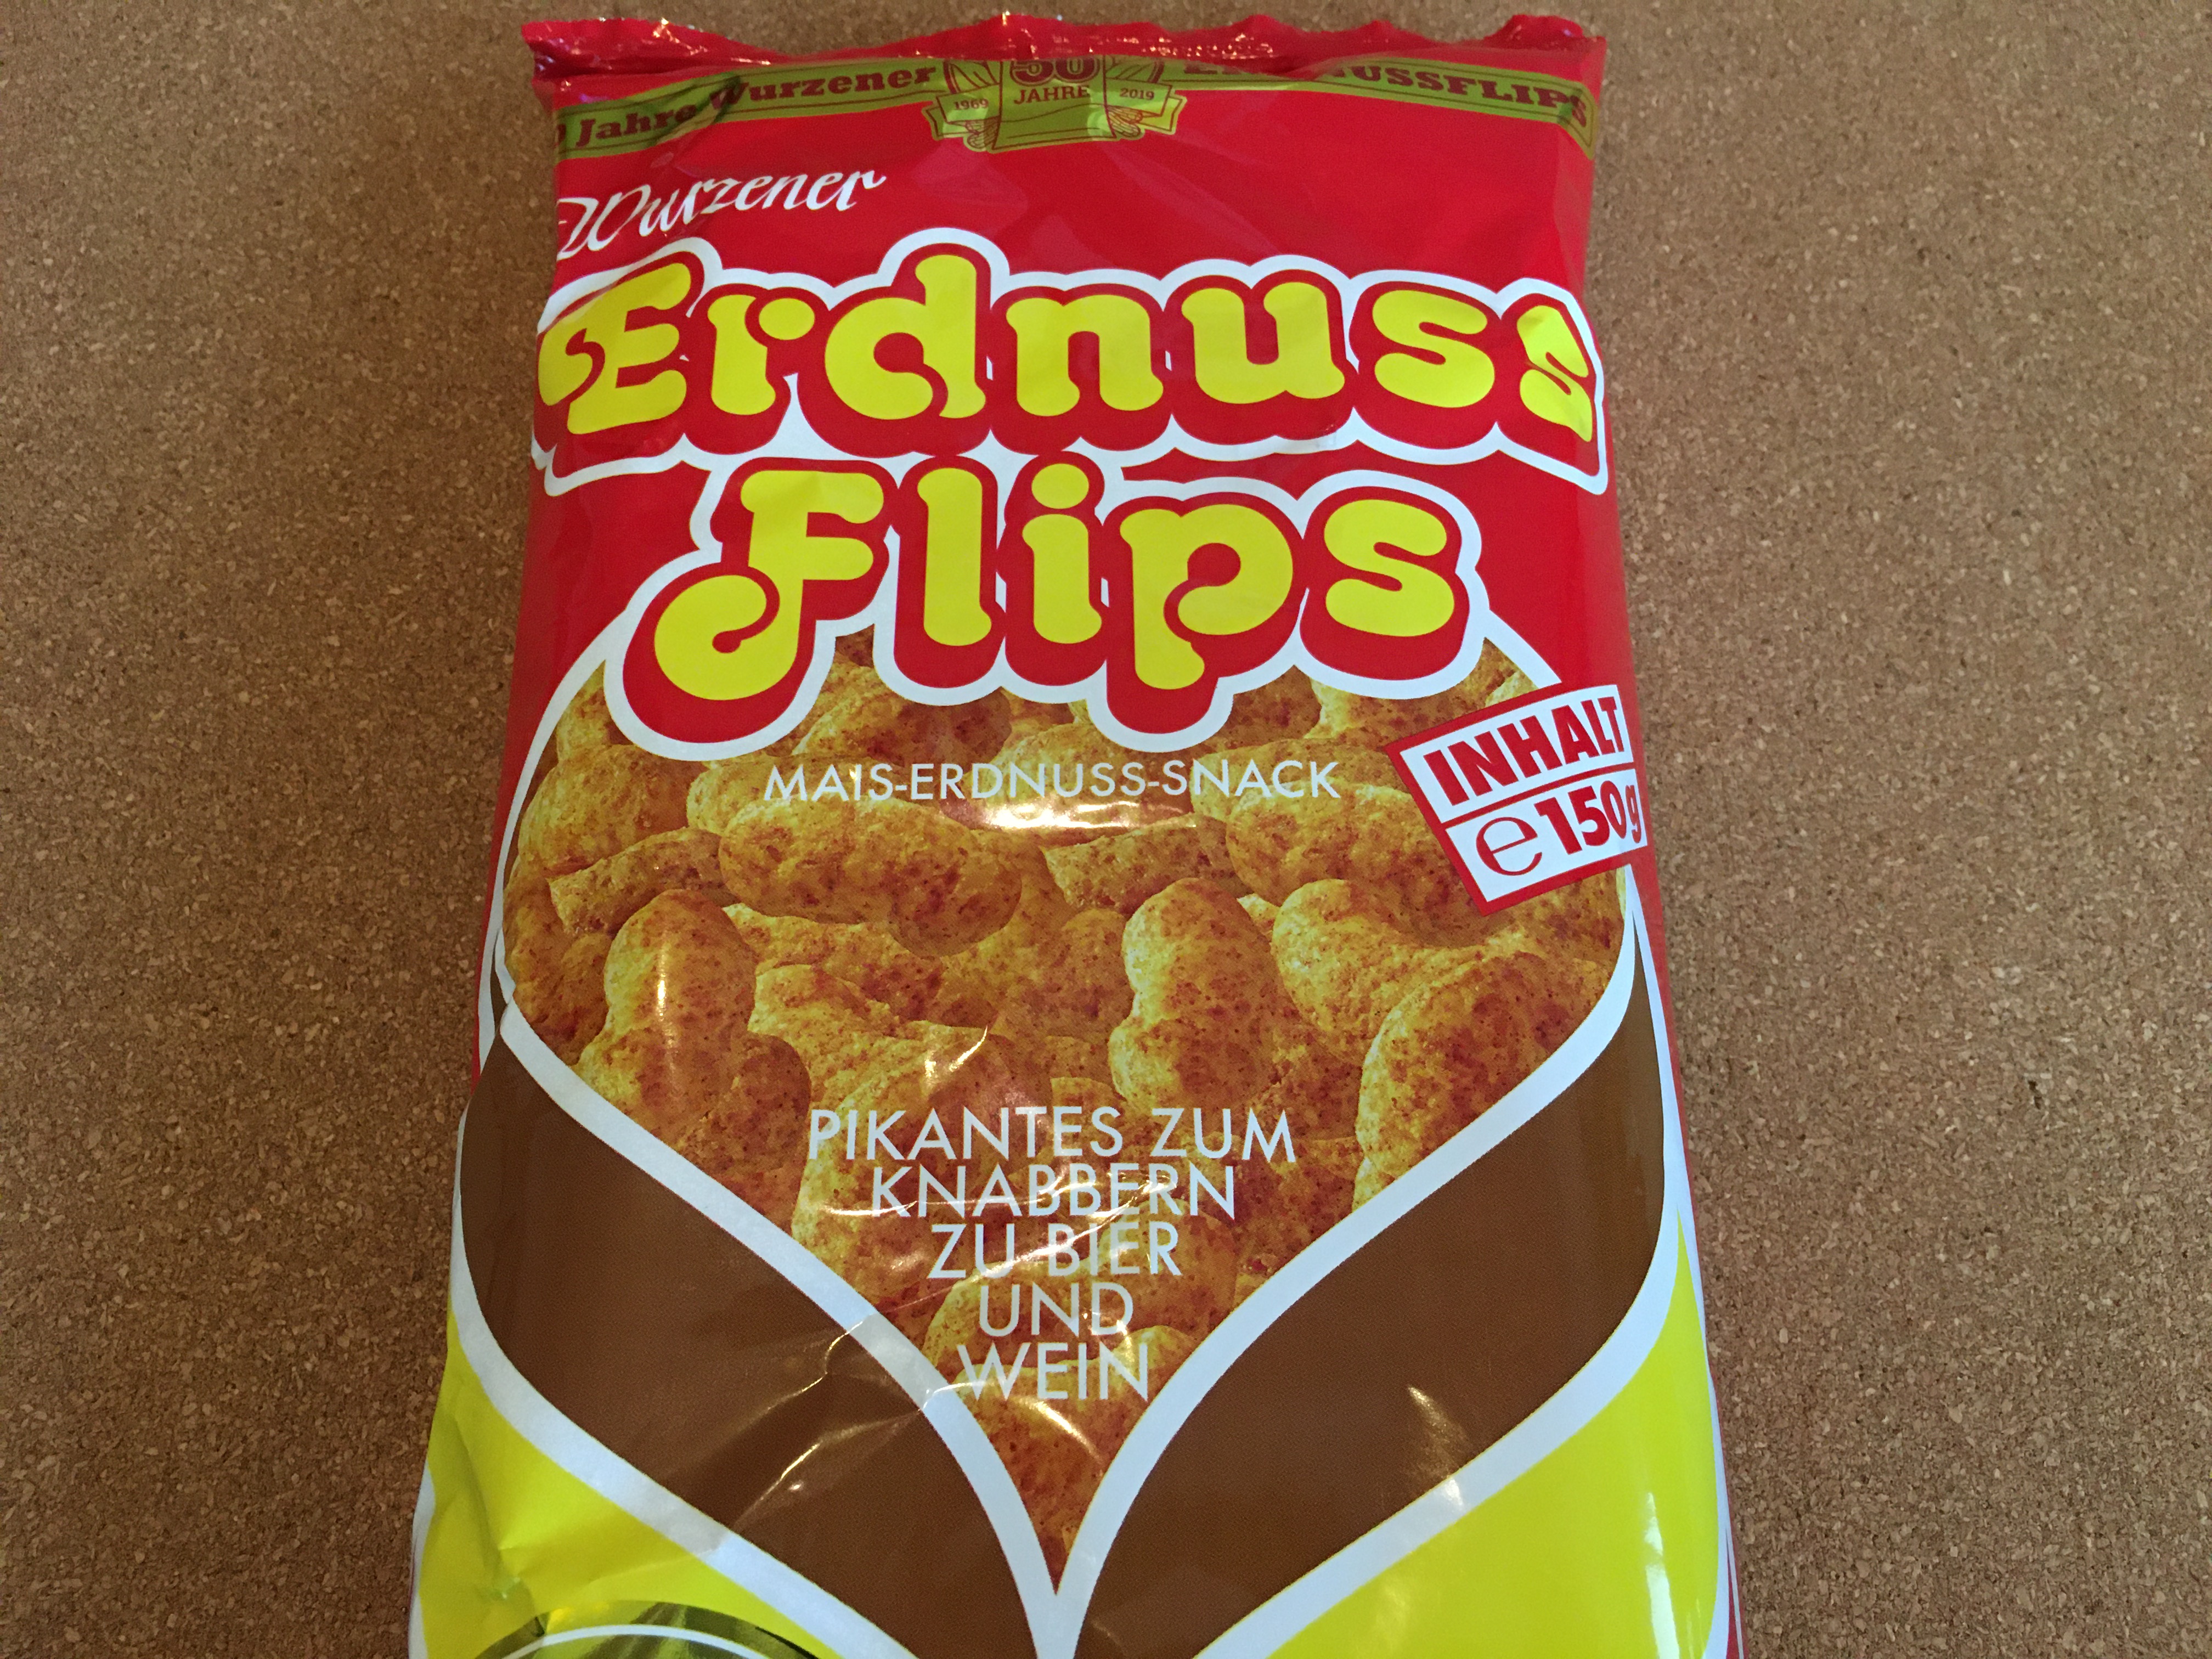 Jahre Wurzener
50
JAHRE
1969
2019
Wurzener
Erdnuss
Flips
MAIS-ERDNUSS-SNACK
INHALT
e 150g
PIKANTES ZUM
KNABBERN
ZU BIER
UND
WEIN